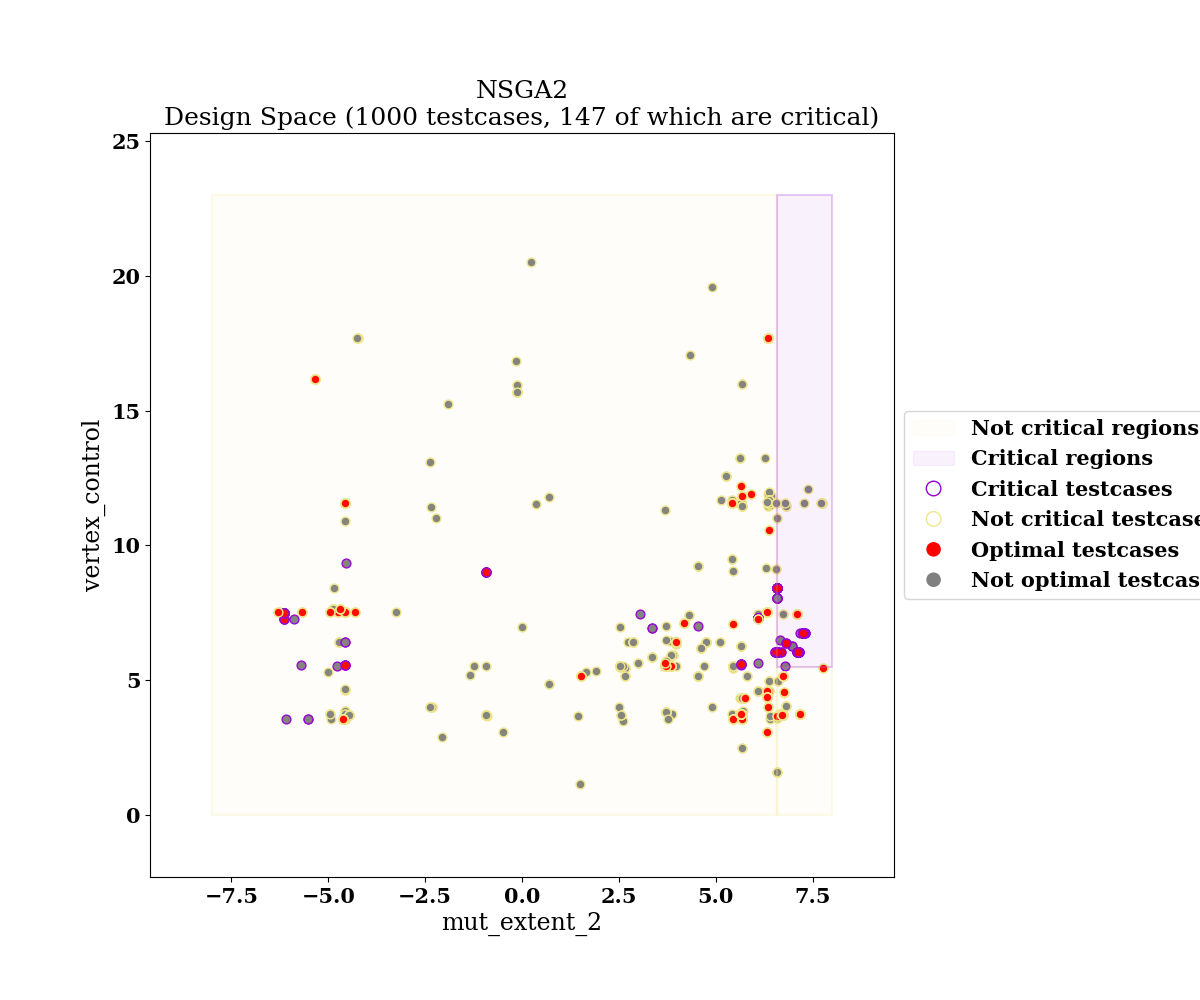 NSGA2
Design Space (1000 testcases, 147 of which are critical)
25
20
15
10
5
0
vertex_control
−7.5 −5.0 −2.5 0.0 2.5 5.0 7.5
mut_extent_2
Not critical regions
Critical regions
Critical testcases
Not critical testcase
Optimal testcases
Not optimal testcas